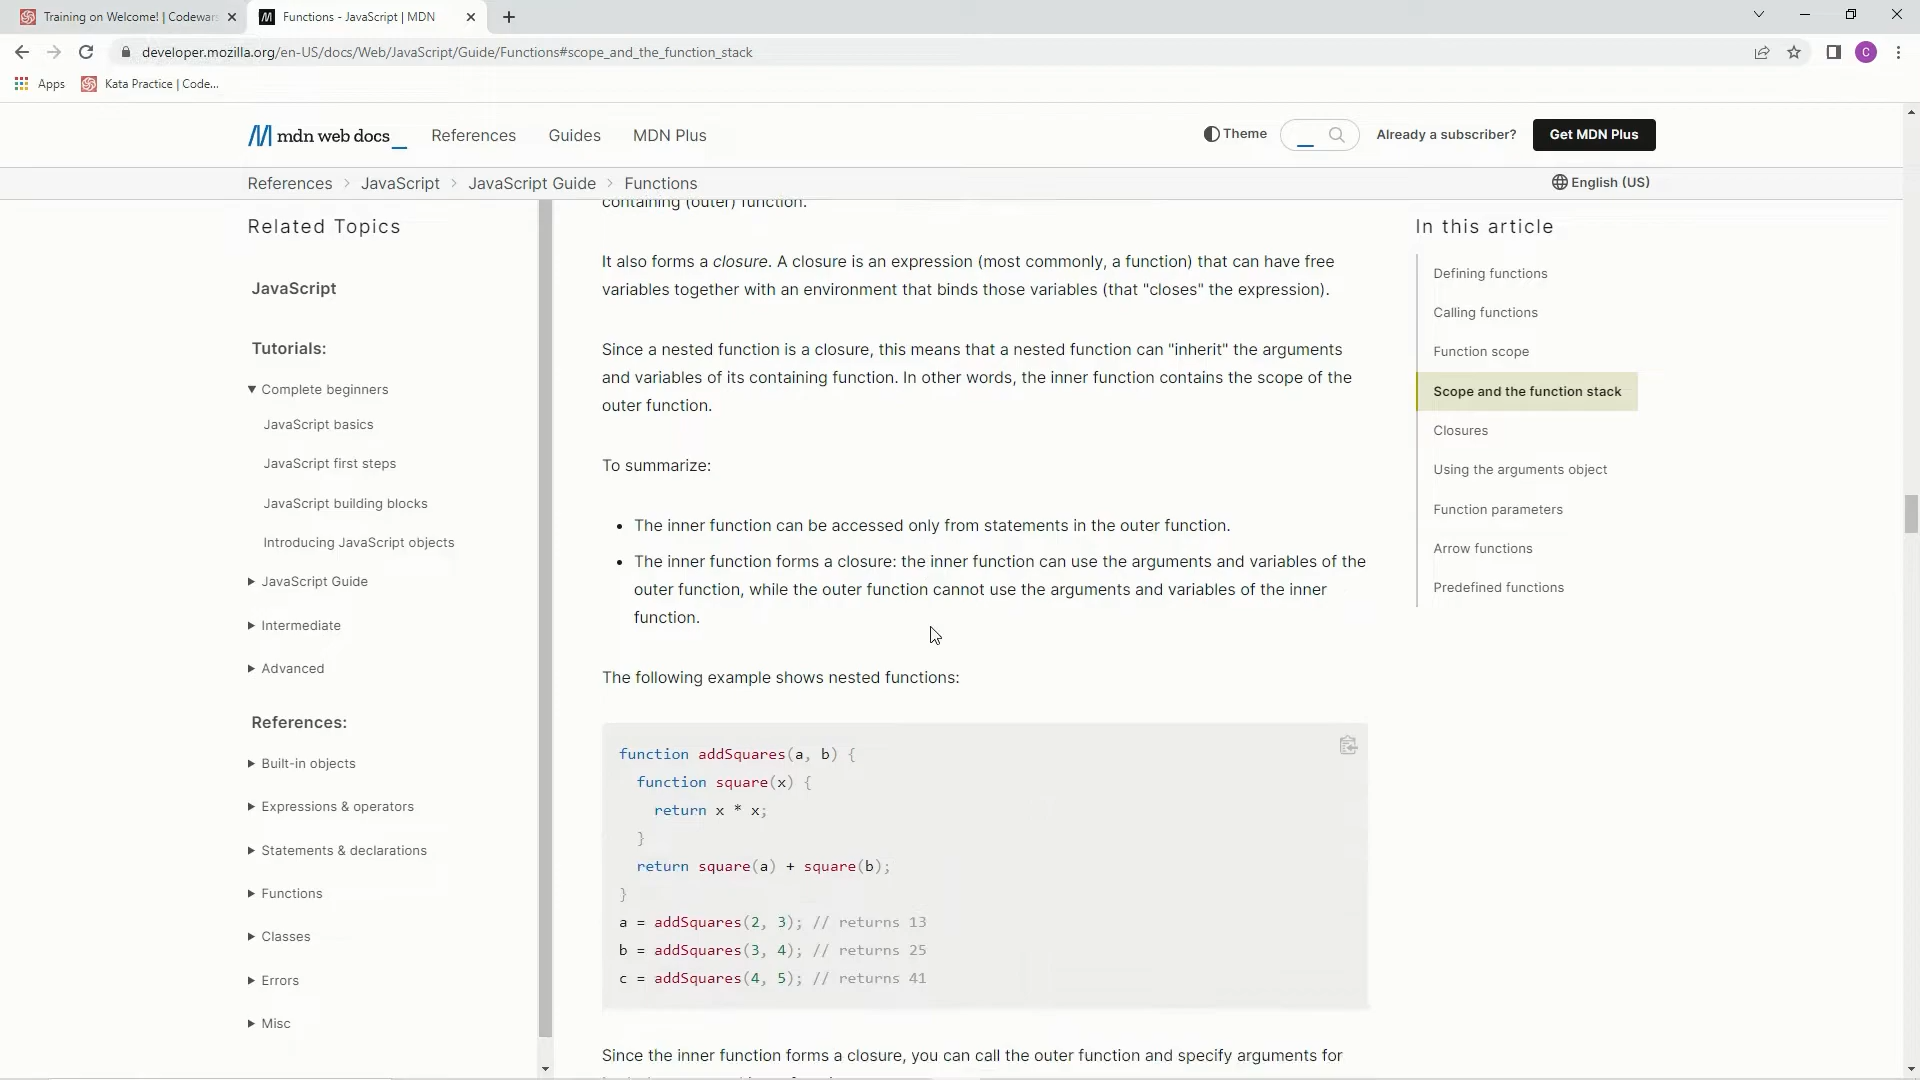 Training on Welcome! | Codewar
Functions - JavaScript | MDN
developer.mozilla.org/en-US/docs/Web/JavaScript/Guide/Functions#scope_and_the_function_stack
C
Apps
Kata Practice | Code...
mdn web docs
References
Guides
MDN Plus
Theme
Already a subscriber?
Get MDN Plus
References > JavaScript > JavaScript Guide > Functions
English (US)
Related Topics
JavaScript
Tutorials:
Complete beginners
JavaScript basics
JavaScript first steps
JavaScript building blocks
Introducing JavaScript objects
JavaScript Guide
Intermediate
Advanced
References:
Built-in objects
Expressions & operators
Statements & declarations
Functions
Classes
Errors
Misc
containing (outer) function.
It also forms a closure. A closure is an expression (most commonly, a function) that can have free
variables together with an environment that binds those variables (that "closes" the expression).
Since a nested function is a closure, this means that a nested function can "inherit" the arguments
and variables of its containing function. In other words, the inner function contains the scope of the
outer function.
To summarize:
• The inner function can be accessed only from statements in the outer function.
• The inner function forms a closure: the inner function can use the arguments and variables of the
outer function, while the outer function cannot use the arguments and variables of the inner
function.
The following example shows nested functions:
function addSquares(a, b) {
  function square(x) {
    return x * x;
  }
  return square(a) + square(b);
}
a = addSquares(2, 3); // returns 13
b = addSquares(3, 4); // returns 25
c = addSquares(4, 5); // returns 41
Since the inner function forms a closure, you can call the outer function and specify arguments for
In this article
Defining functions
Calling functions
Function scope
Scope and the function stack
Closures
Using the arguments object
Function parameters
Arrow functions
Predefined functions